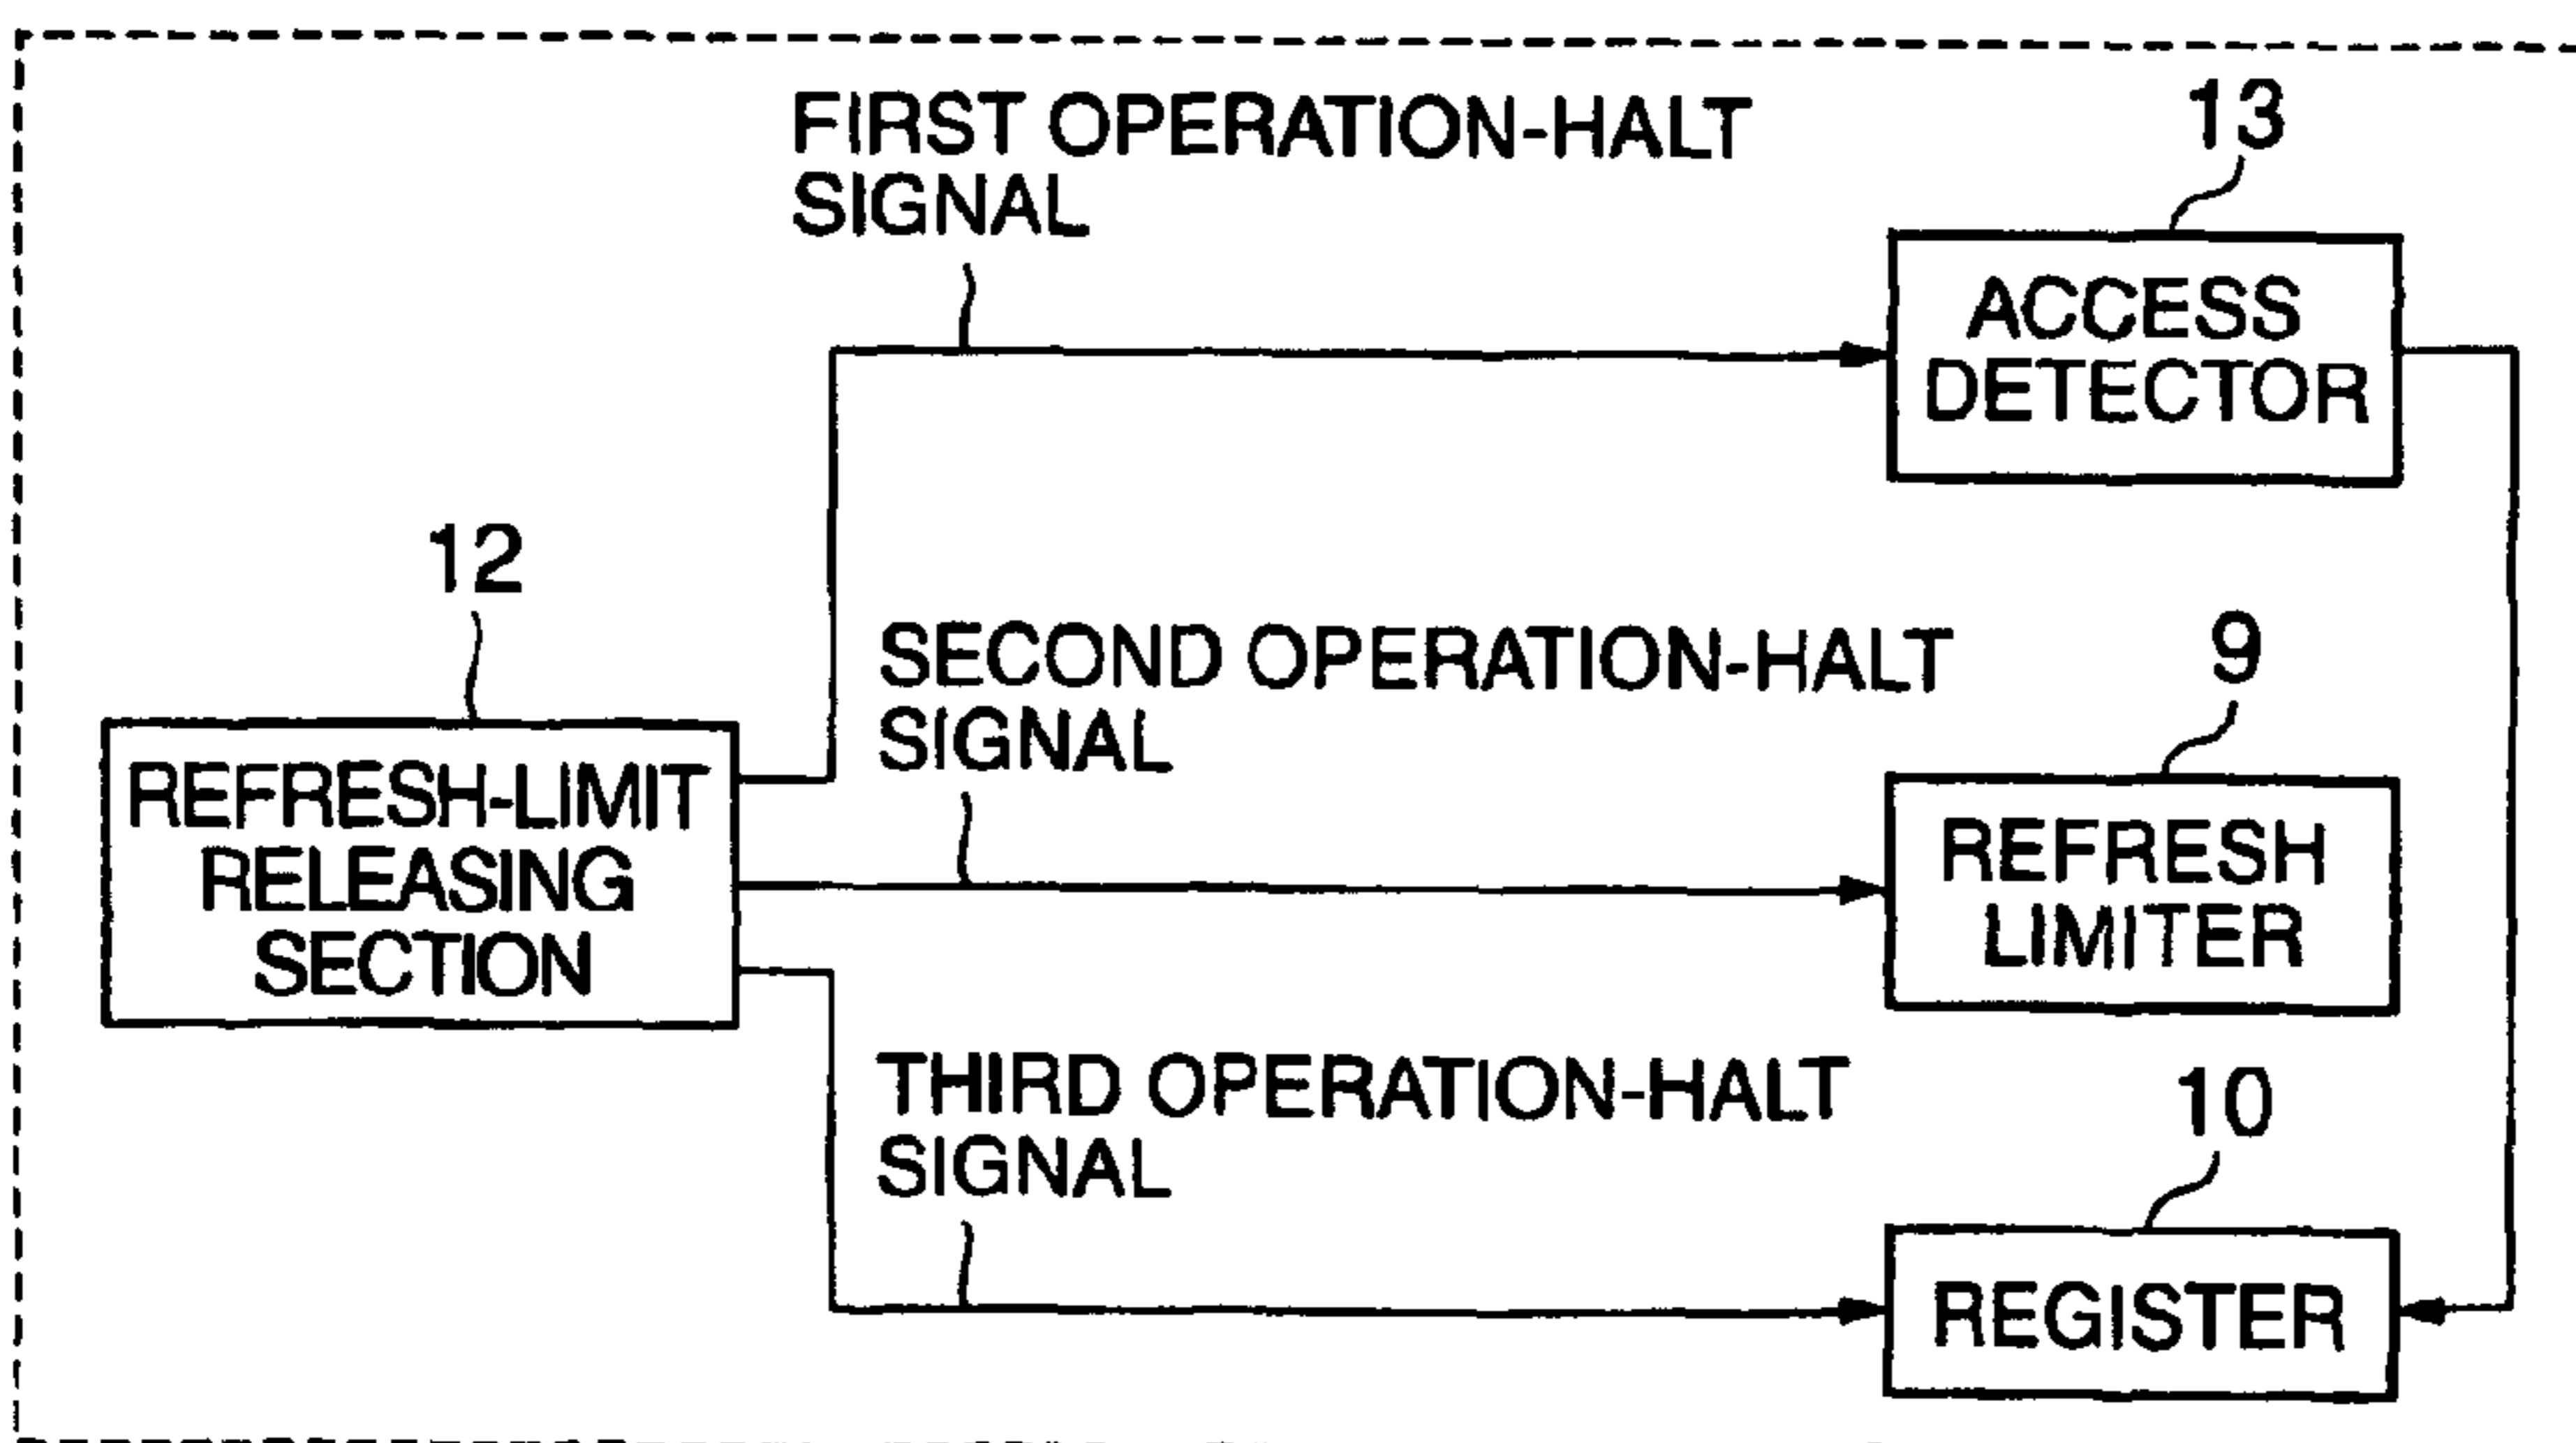 FIRST OPERATION-HALT
SIGNAL
13
ACCESS
DETECTOR
12
REFRESH-LIMIT
RELEASING
SECTION
SECOND OPERATION-HALT
SIGNAL
9
REFRESH
LIMITER
THIRD OPERATION-HALT
SIGNAL
10
REGISTER